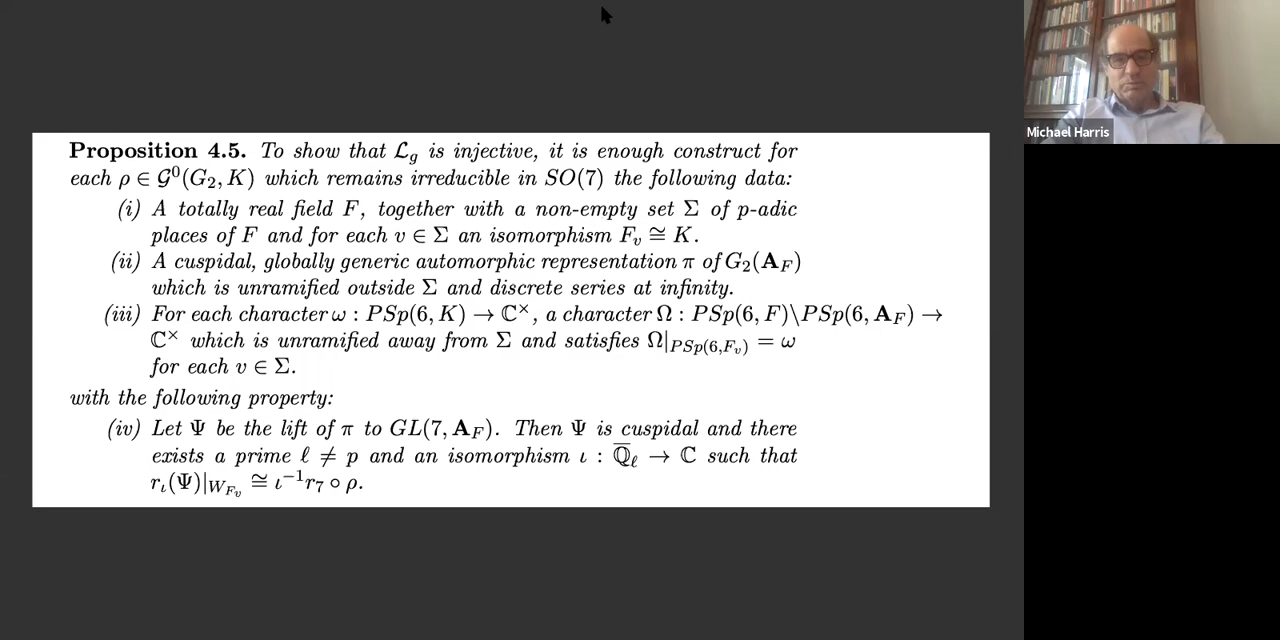 Proposition 4.5. To show that 𝓛_g is injective, it is enough construct for
each ρ ∈ 𝒢⁰(G₂, K) which remains irreducible in SO(7) the following data:
(i) A totally real field F, together with a non-empty set Σ of p-adic
places of F and for each v ∈ Σ an isomorphism F_v ≅ K.
(ii) A cuspidal, globally generic automorphic representation π of G₂(𝐀_F)
which is unramified outside Σ and discrete series at infinity.
(iii) For each character ω : PSp(6, K) → ℂ^×, a character Ω : PSp(6, F)\PSp(6, 𝐀_F) →
ℂ^× which is unramified away from Σ and satisfies Ω|_{PSp(6,F_v)} = ω
for each v ∈ Σ.
with the following property:
(iv) Let Ψ be the lift of π to GL(7, 𝐀_F). Then Ψ is cuspidal and there
exists a prime ℓ ≠ p and an isomorphism ι : ℚ̅_ℓ → ℂ such that
r_ι(Ψ)|_{W_{F_v}} ≅ ι⁻¹r₇ ∘ ρ.
Michael Harris